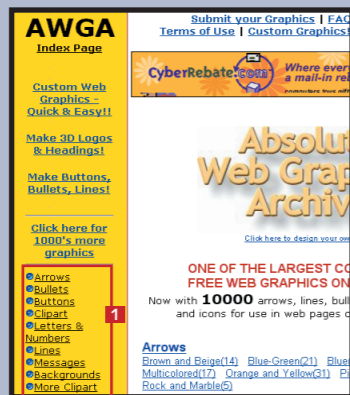 AWGA
Index Page
Custom Web
Graphics -
Quick & Easy!!
Make 3D Logos
& Headings!
Make Buttons,
Bullets, Lines!
Click here for
1000's more
graphics
Arrows
Bullets
Buttons
Clipart
Letters &
Numbers
Lines
Messages
Backgrounds
More Clipart
1
Submit your Graphics | FAQ
Terms of Use | Custom Graphics!
CyberRebate.com
Where ever
a mail-in reb
Absolut
Web Grap
Archiv
Click here to design your ow
ONE OF THE LARGEST CO
FREE WEB GRAPHICS ON
Now with 10000 arrows, lines, bull
and icons for use in web pages o
Arrows
Brown and Beige(14) Blue-Green(21) Blue
Multicolored(17) Orange and Yellow(31) Pi
Rock and Marble(5)